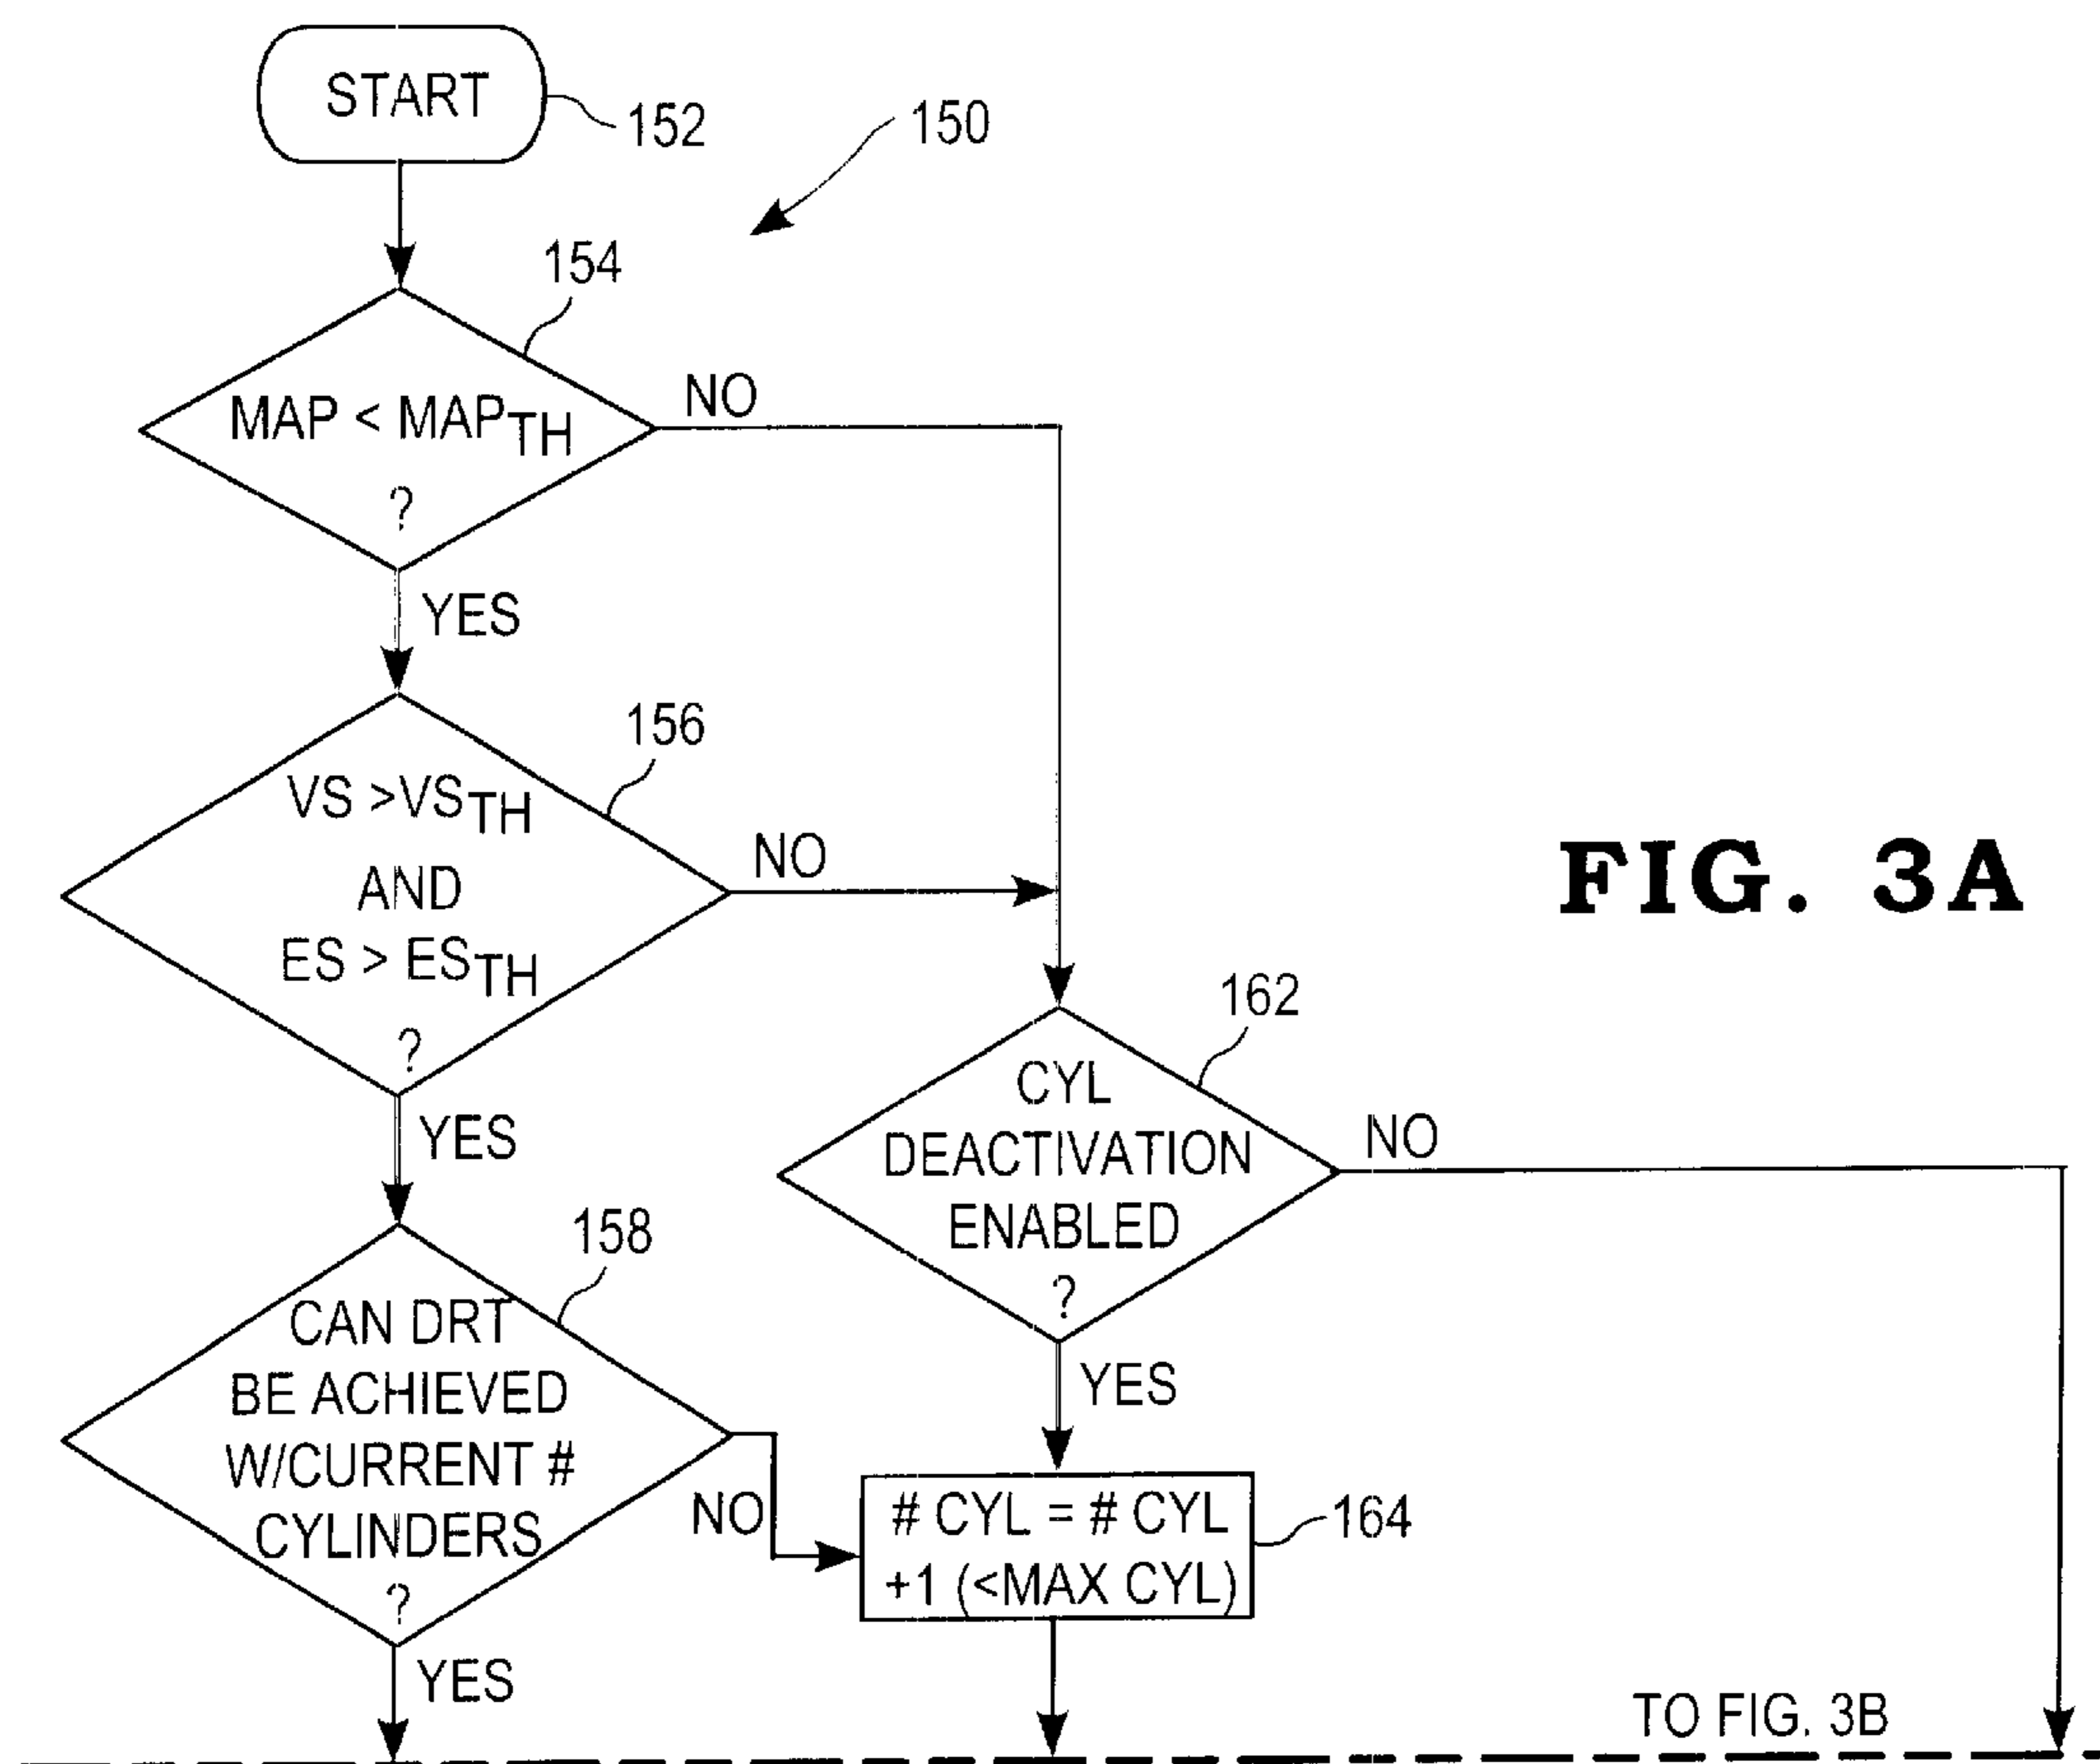 START
152
150
154
MAP < MAPTH
?
NO
YES
156
VS >VSTH
AND
ES > ESTH
?
NO
YES
FIG. 3A
162
CYL
DEACTIVATION
ENABLED
?
NO
YES
158
CAN DRT
BE ACHIEVED
W/CURRENT #
CYLINDERS
?
NO
YES
# CYL = # CYL
+1 (<MAX CYL)
164
TO FIG. 3B